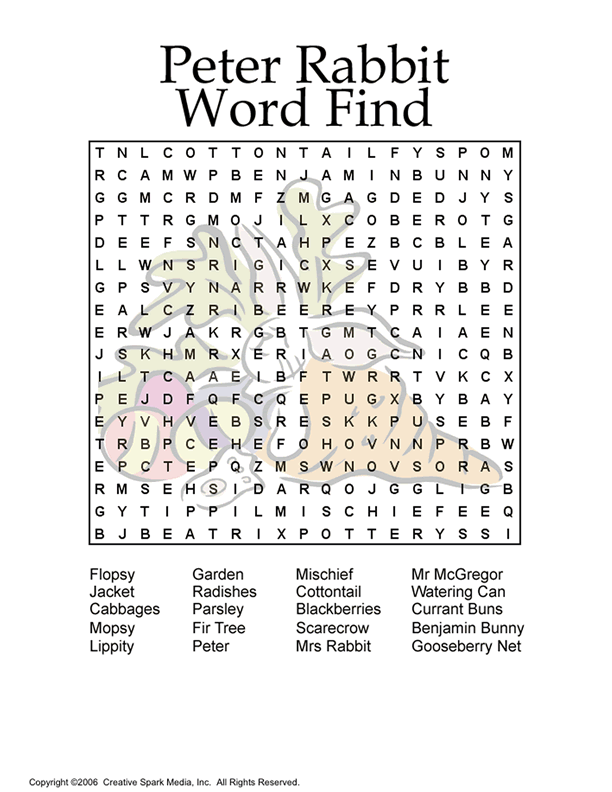 Peter Rabbit
Word Find
T N L C O T T O N T A I L F Y S P O M
R C A M W P B E N J A M I N B U N N Y
G G M C R D M F Z M G A G D E D J Y S
P T T R G M O J I L X C O B E R O T G
D E E F S N C T A H P E Z B C B L E A
L L W N S R I G I C X S E V U I B Y R
G P S V Y N A R R W K E F D R Y B B D
E A L C Z R I B E E R E Y P R R L E E
E R W J A K R G B T G M T C A I A E N
J S K H M R X E R I A O G C N I C Q B
I L T C A A E I B F T W R R T V K C X
P E J D F Q F C Q E P U G X B Y B A Y
E Y V H V E B S R E S K K P U S E B F
T R B P C E H E F O H O V N N P R B W
E P C T E P Q Z M S W N O V S O R A S
R M S E H S I D A R Q O J G G L I G B
G Y T I P P I L M I S C H I E F E E Q
B J B E A T R I X P O T T E R Y S S I
Flopsy Garden Mischief Mr McGregor
Jacket Radishes Cottontail Watering Can
Cabbages Parsley Blackberries Currant Buns
Mopsy Fir Tree Scarecrow Benjamin Bunny
Lippity Peter Mrs Rabbit Gooseberry Net
Copyright ©2006 Creative Spark Media, Inc. All Rights Reserved.